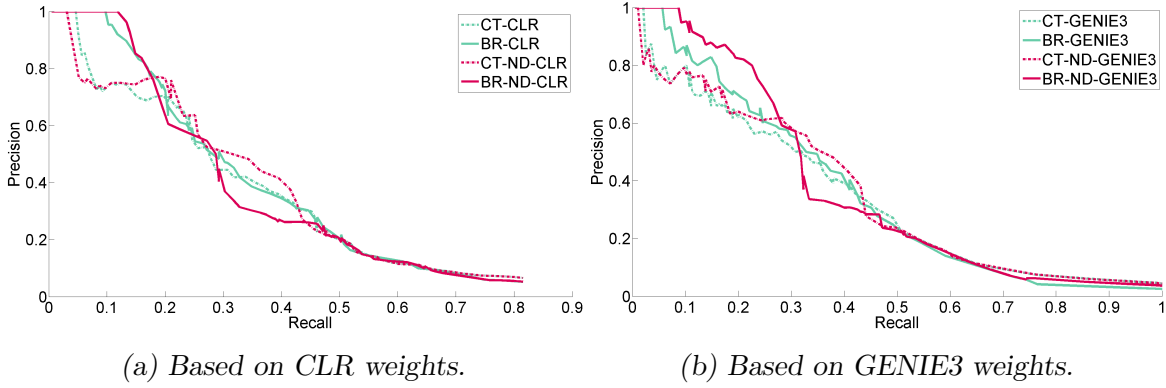 1
0.8
0.6
0.4
0.2
0
Precision
0 0.1 0.2 0.3 0.4 0.5 0.6 0.7 0.8 0.9
Recall
CT-CLR
BR-CLR
CT-ND-CLR
BR-ND-CLR
(a) Based on CLR weights.
1
0.8
0.6
0.4
0.2
0
Precision
0 0.1 0.2 0.3 0.4 0.5 0.6 0.7 0.8 0.9 1
Recall
CT-GENIE3
BR-GENIE3
CT-ND-GENIE3
BR-ND-GENIE3
(b) Based on GENIE3 weights.